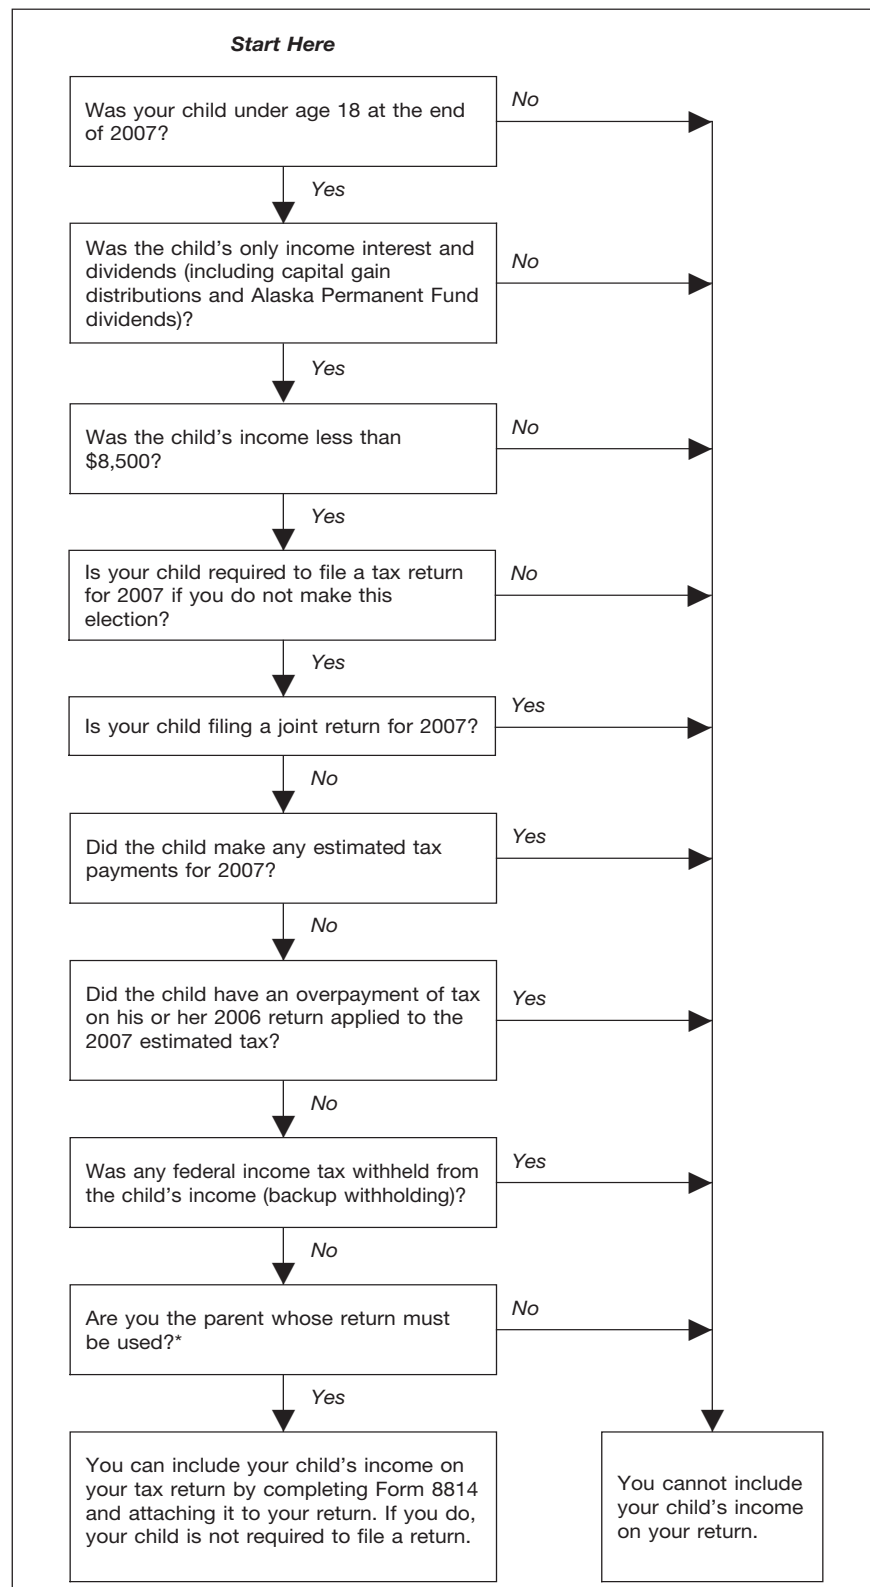 Start Here
Was your child under age 18 at the end
of 2007?
No
Yes
Was the child's only income interest and
dividends (including capital gain
distributions and Alaska Permanent Fund
dividends)?
No
Yes
Was the child's income less than
$8,500?
No
Yes
Is your child required to file a tax return
for 2007 if you do not make this
election?
No
Yes
Is your child filing a joint return for 2007?
Yes
No
Did the child make any estimated tax
payments for 2007?
Yes
No
Did the child have an overpayment of tax
on his or her 2006 return applied to the
2007 estimated tax?
Yes
No
Was any federal income tax withheld from
the child's income (backup withholding)?
Yes
No
Are you the parent whose return must
be used?*
No
Yes
You can include your child's income on
your tax return by completing Form 8814
and attaching it to your return. If you do,
your child is not required to file a return.
You cannot include
your child's income
on your return.